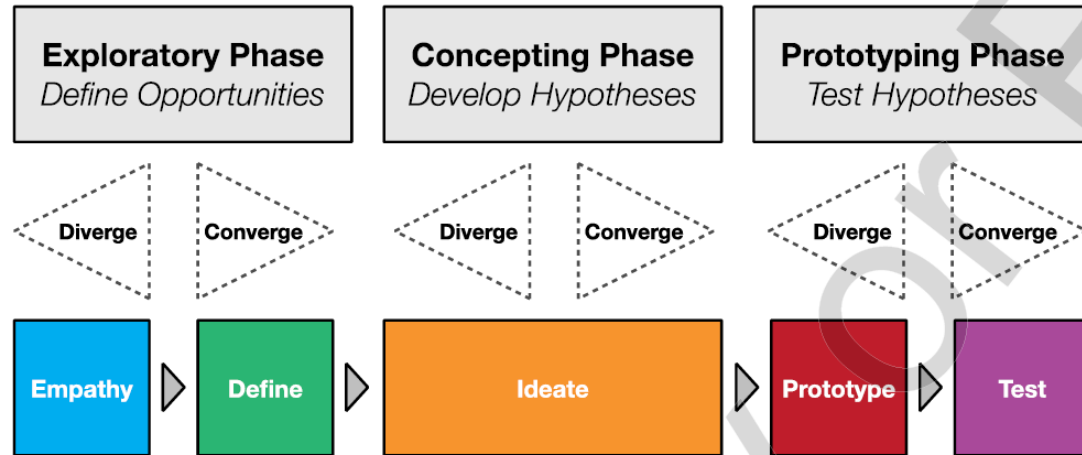 Exploratory Phase
Define Opportunities
Concepting Phase
Develop Hypotheses
Prototyping Phase
Test Hypotheses
Diverge
Converge
Diverge
Converge
Diverge
Converge
Empathy
Define
Ideate
Prototype
Test